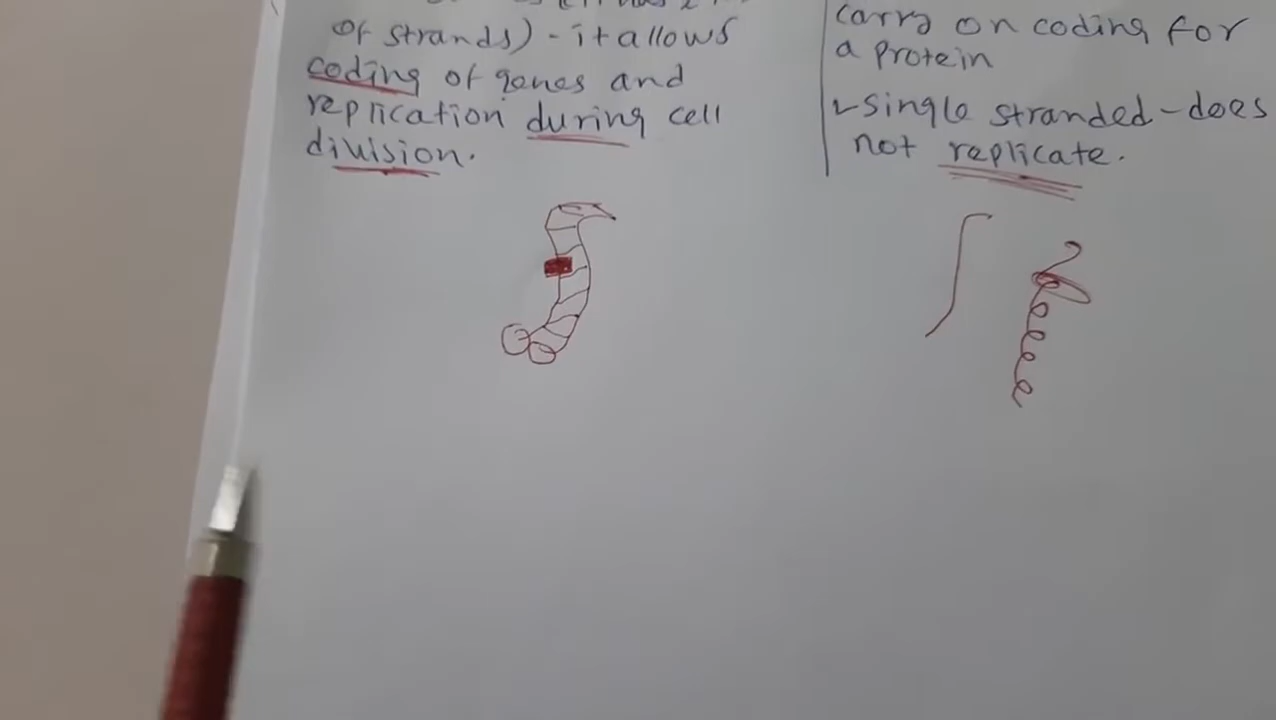 of strands) - it allows
coding of genes and
replication during cell
division.
carry on coding for
a protein
single stranded - does
not replicate.